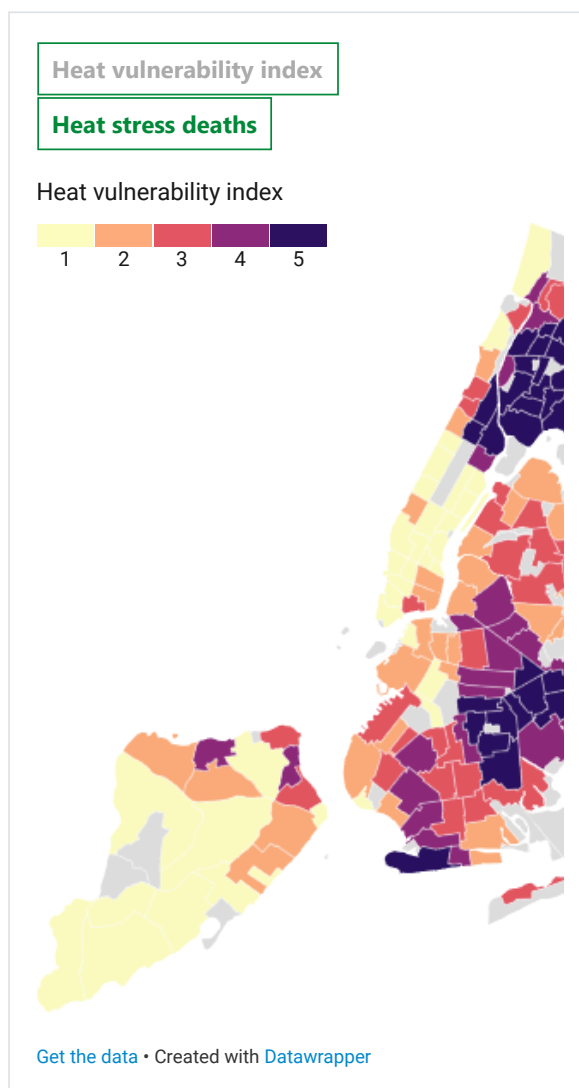 Heat vulnerability index
Heat stress deaths
Heat vulnerability index
1 2 3 4 5
Get the data • Created with Datawrapper